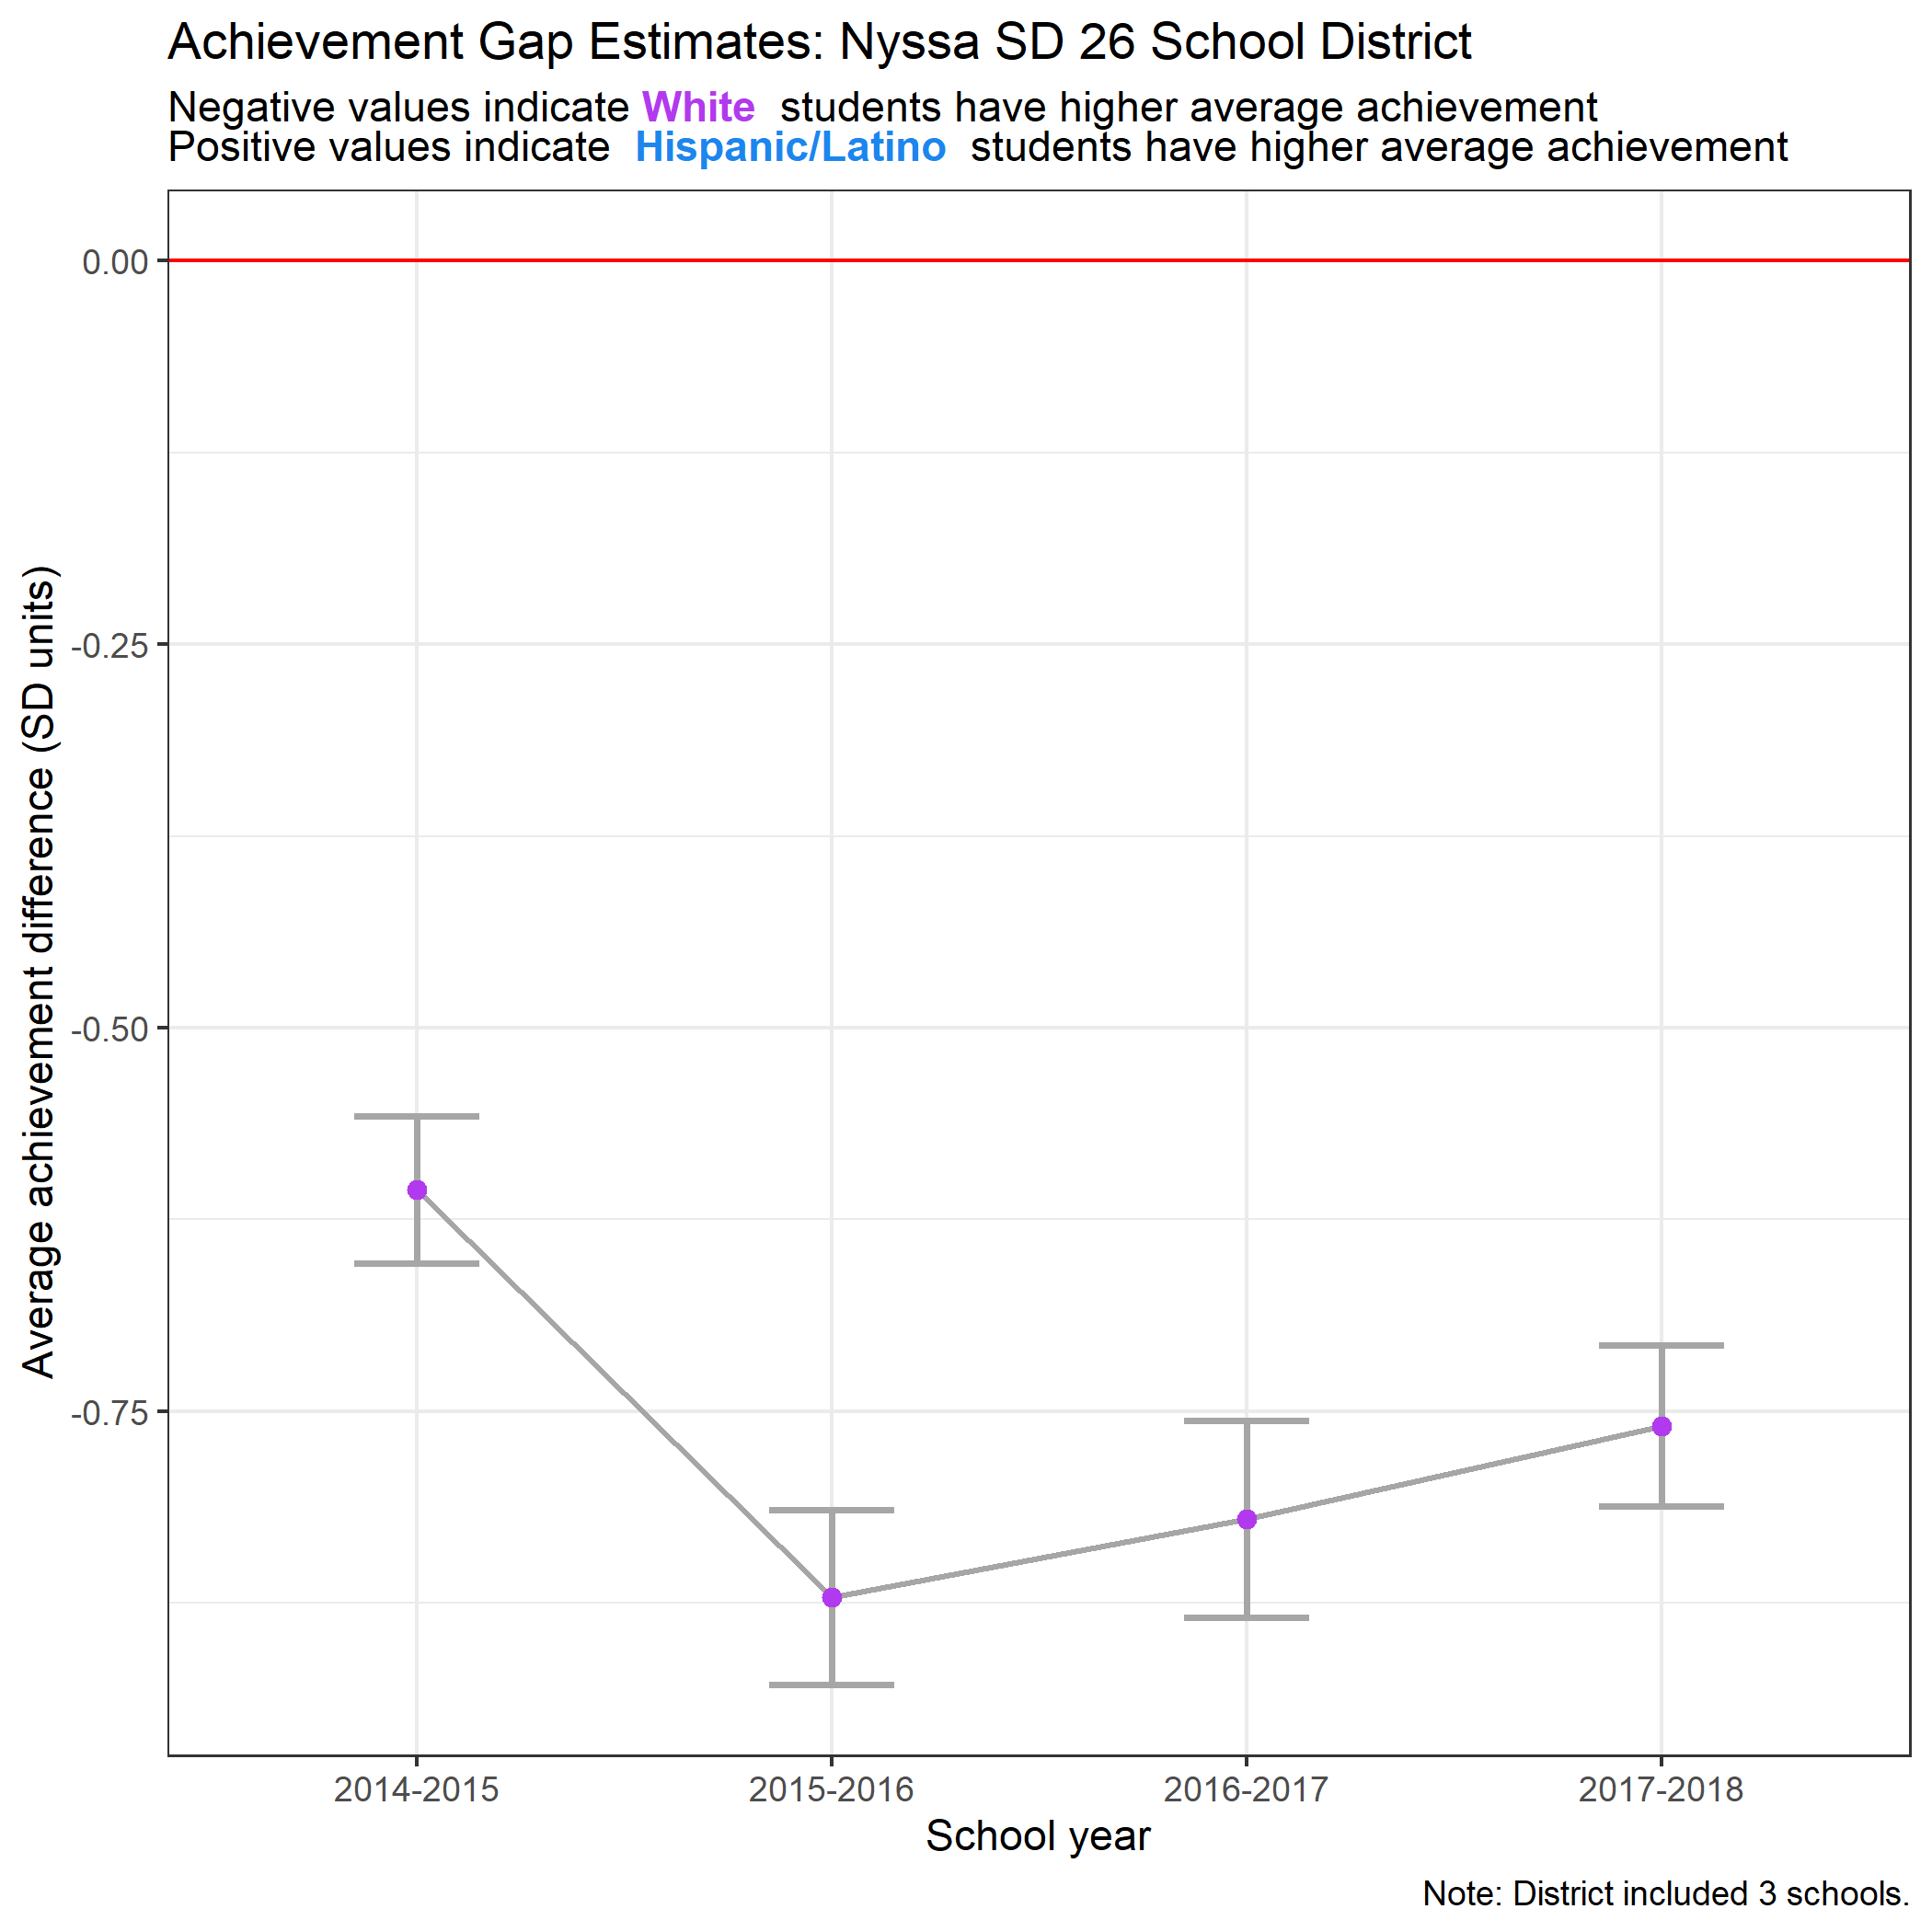 Achievement Gap Estimates: Nyssa SD 26 School District
Negative values indicate White students have higher average achievement
Positive values indicate Hispanic/Latino students have higher average achievement
Average achievement difference (SD units)
0.00
-0.25
-0.50
-0.75
2014-2015 2015-2016 2016-2017 2017-2018
School year
Note: District included 3 schools.